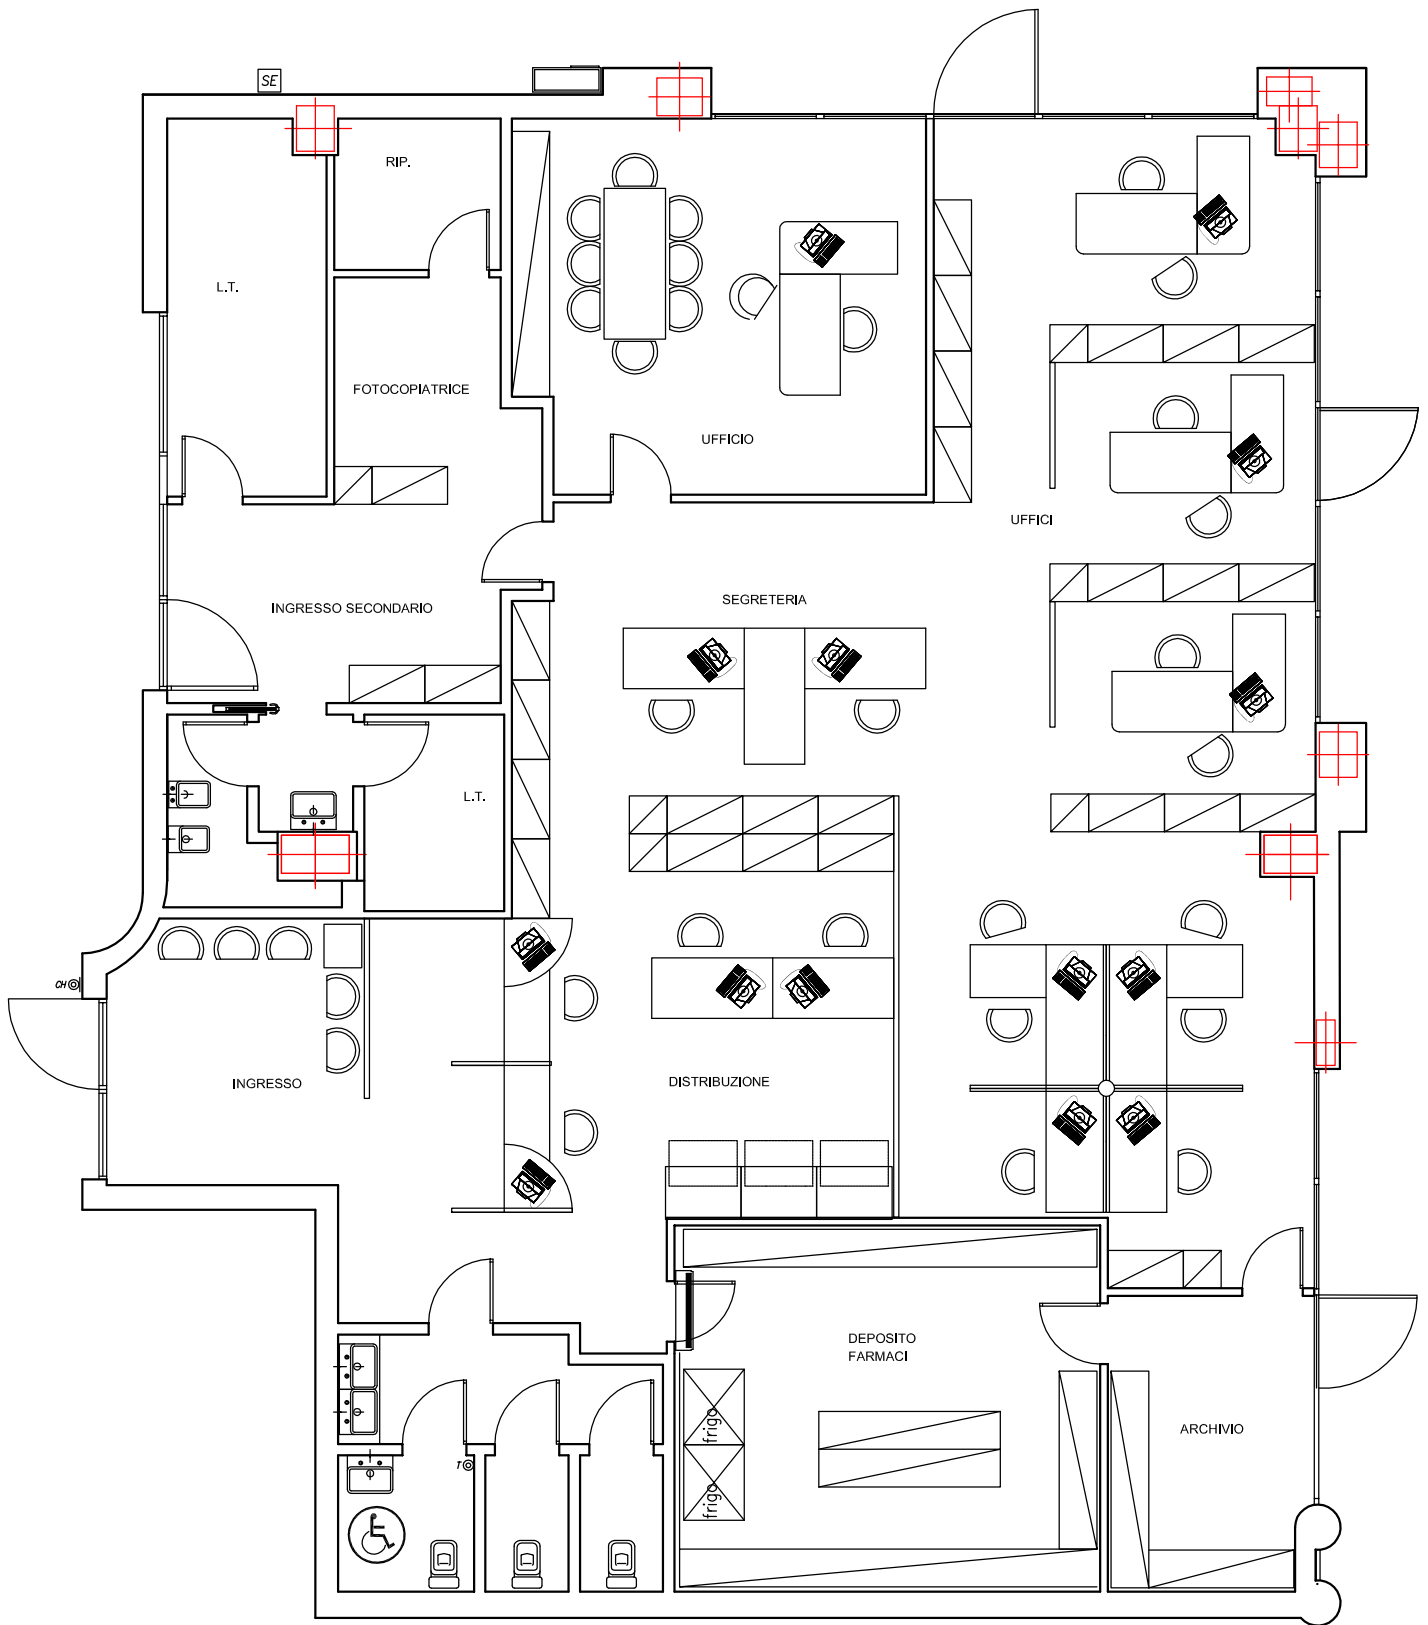 SE
RIP.
L.T.
FOTOCOPIATRICE
UFFICIO
UFFICI
SEGRETERIA
INGRESSO SECONDARIO
L.T.
CH
INGRESSO
DISTRIBUZIONE
DEPOSITO
FARMACI
frigo
ARCHIVIO
T
frigo